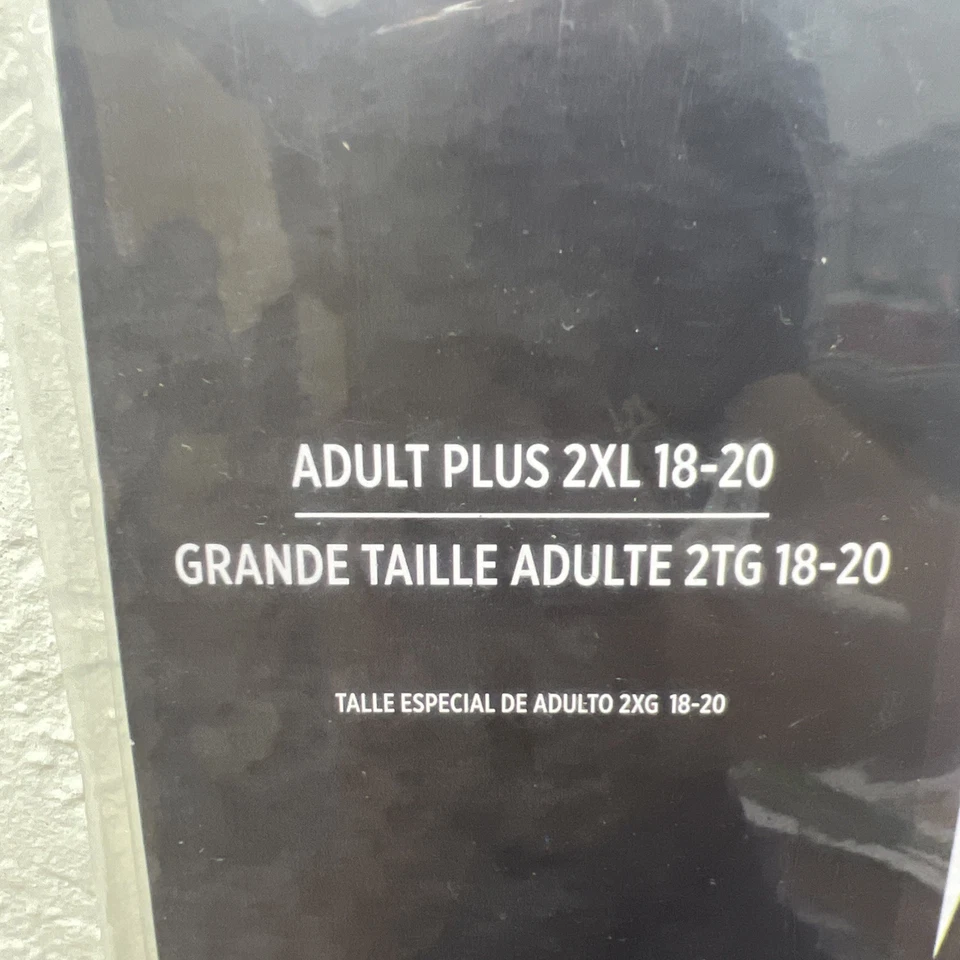 ADULT PLUS 2XL 18-20
GRANDE TAILLE ADULTE 2TG 18-20
TALLE ESPECIAL DE ADULTO 2XG 18-20